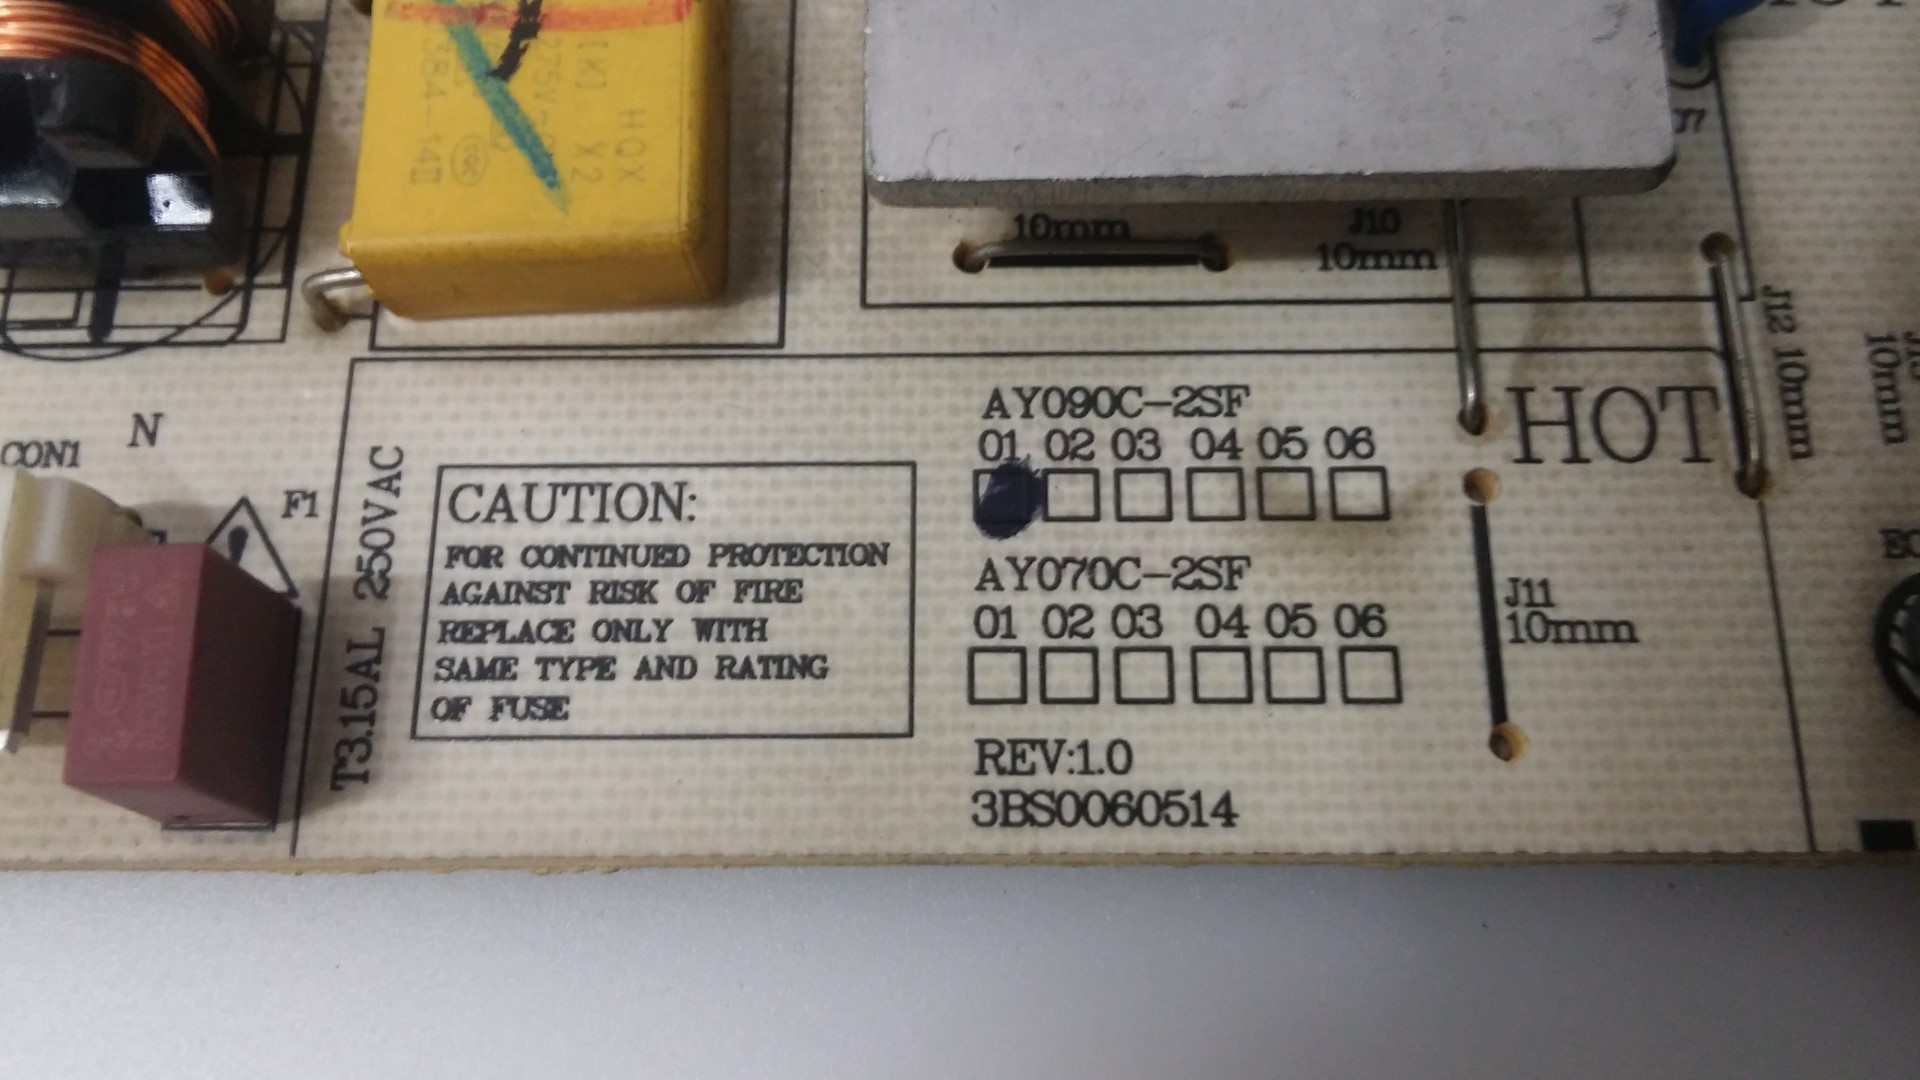 HQX
[K] X2
384-14II
10mm
J10
10mm
J12 10mm
10mm
HOT
N
CON1
F1
T3.15AL 250VAC
CAUTION:
FOR CONTINUED PROTECTION
AGAINST RISK OF FIRE
REPLACE ONLY WITH
SAME TYPE AND RATING
OF FUSE
AY090C-2SF
01 02 03 04 05 06
AY070C-2SF
01 02 03 04 05 06
REV:1.0
3BS0060514
J11
10mm